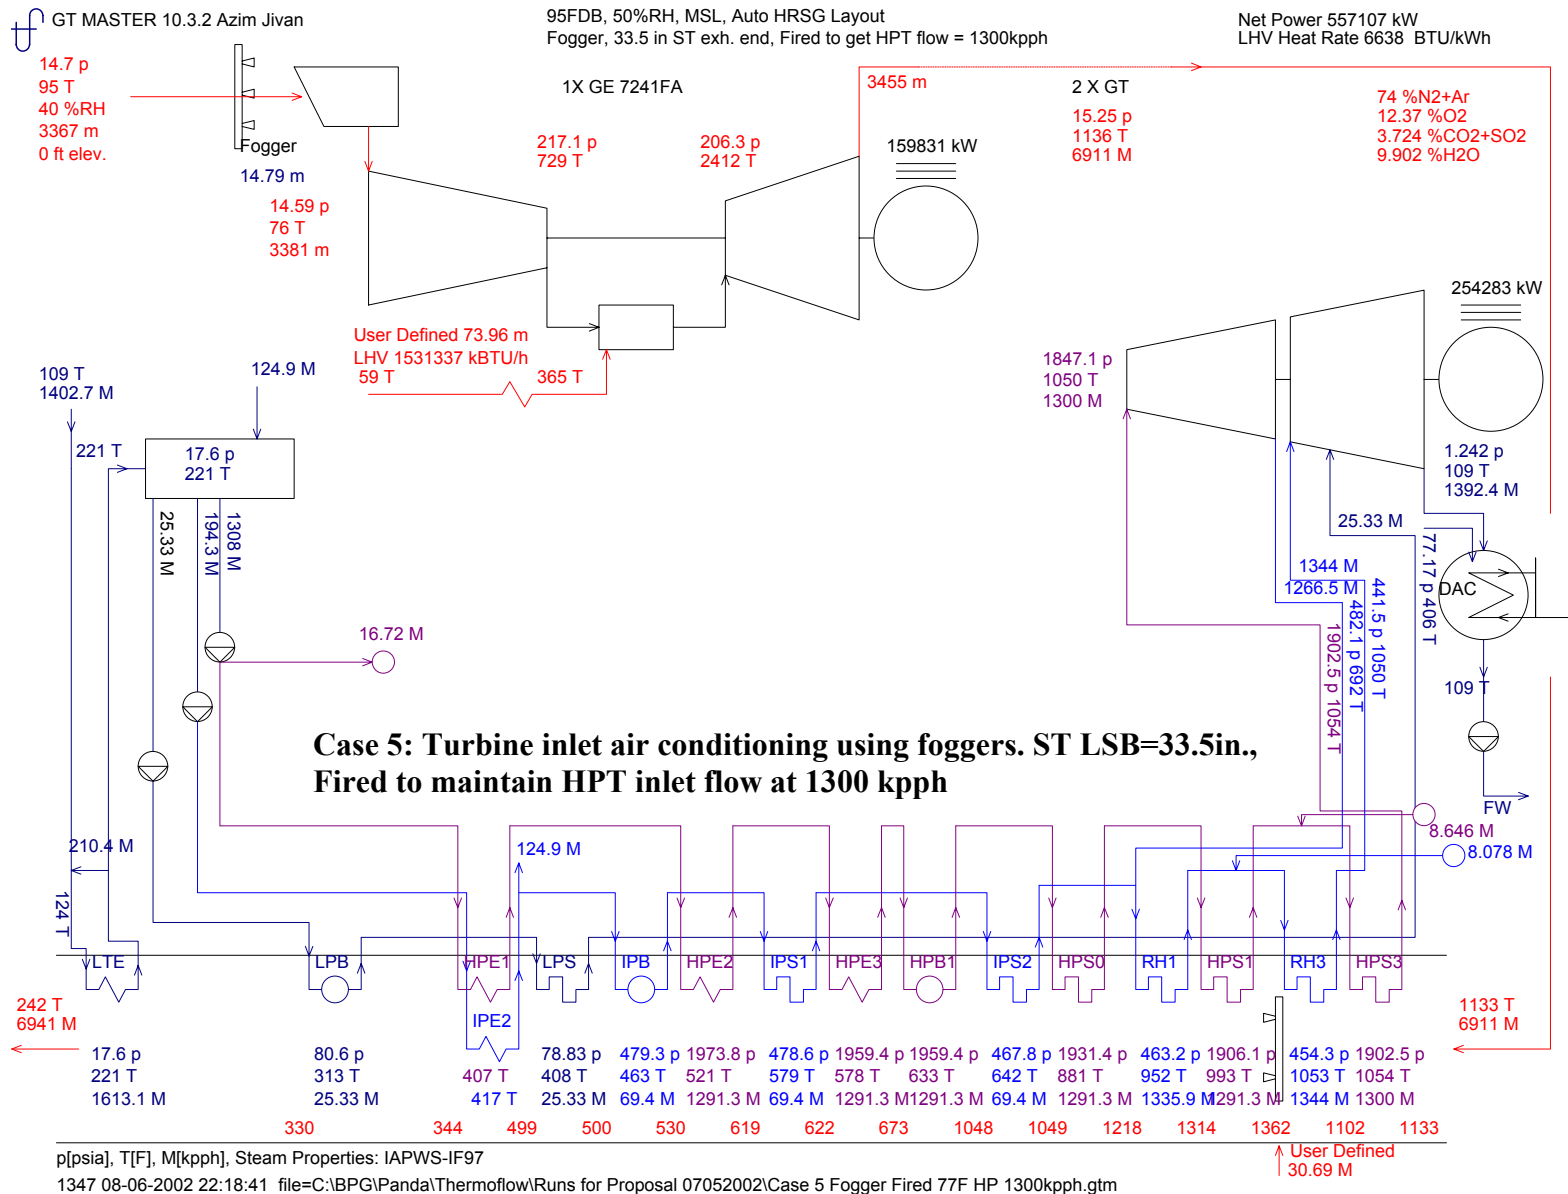 GT MASTER 10.3.2 Azim Jivan
95FDB, 50%RH, MSL, Auto HRSG Layout
Fogger, 33.5 in ST exh. end, Fired to get HPT flow = 1300kpph
Net Power 557107 kW
LHV Heat Rate 6638 BTU/kWh
14.7 p
95 T
40 %RH
3367 m
0 ft elev.
Fogger
14.79 m
1X GE 7241FA
14.59 p
76 T
3381 m
217.1 p
729 T
206.3 p
2412 T
3455 m
159831 kW
2 X GT
15.25 p
1136 T
6911 M
74 %N2+Ar
12.37 %O2
3.724 %CO2+SO2
9.902 %H2O
User Defined 73.96 m
LHV 1531337 kBTU/h
59 T
365 T
254283 kW
1847.1 p
1050 T
1300 M
109 T
1402.7 M
124.9 M
221 T
17.6 p
221 T
25.33 M
194.3 M
1308 M
16.72 M
1.242 p
109 T
1392.4 M
25.33 M
1344 M
1266.5 M
77.17 p 406 T
441.5 p 1050 T
482.1 p 692 T
1902.5 p 1054 T
DAC
109 T
FW
Case 5: Turbine inlet air conditioning using foggers. ST LSB=33.5in.,
Fired to maintain HPT inlet flow at 1300 kpph
210.4 M
124 T
124.9 M
8.646 M
8.078 M
LTE
LPB
HPE1
LPS
IPB
HPE2
IPS1
HPE3
HPB1
IPS2
HPS0
RH1
HPS1
RH3
HPS3
IPE2
242 T
6941 M
1133 T
6911 M
17.6 p
221 T
1613.1 M
80.6 p
313 T
25.33 M
407 T
417 T
78.83 p
408 T
25.33 M
479.3 p
463 T
69.4 M
1973.8 p
521 T
1291.3 M
478.6 p
579 T
69.4 M
1959.4 p
578 T
1291.3 M
1959.4 p
633 T
1291.3 M
467.8 p
642 T
69.4 M
1931.4 p
881 T
1291.3 M
463.2 p
952 T
1335.9 M
1906.1 p
993 T
1291.3 M
454.3 p
1053 T
1344 M
1902.5 p
1054 T
1300 M
330 344 499 500 530 619 622 673 1048 1049 1218 1314 1362 1102 1133
User Defined
30.69 M
p[psia], T[F], M[kpph], Steam Properties: IAPWS-IF97
1347 08-06-2002 22:18:41 file=C:\BPG\Panda\Thermoflow\Runs for Proposal 07052002\Case 5 Fogger Fired 77F HP 1300kpph.gtm